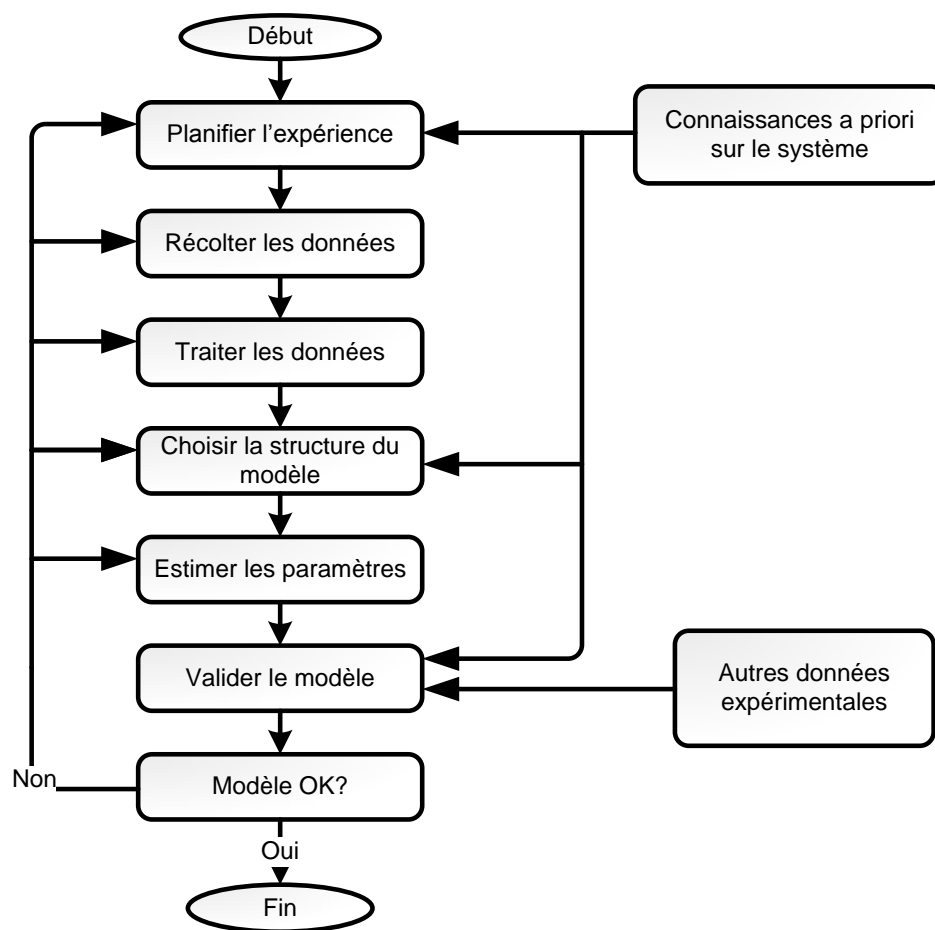 Début
Planifier l'expérience
Connaissances a priori
sur le système
Récolter les données
Traiter les données
Choisir la structure du
modèle
Estimer les paramètres
Valider le modèle
Autres données
expérimentales
Modèle OK?
Non
Oui
Fin